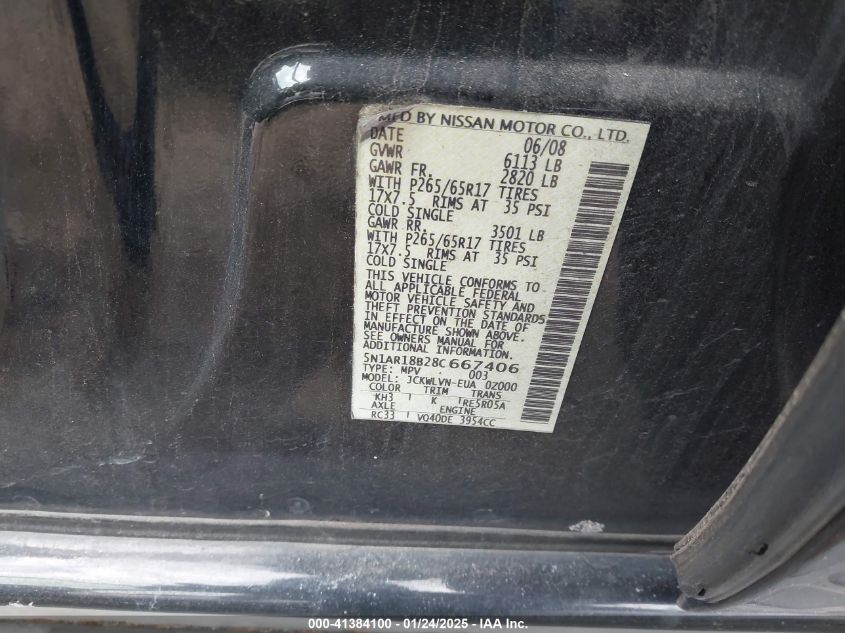 MFD BY NISSAN MOTOR CO., LTD.
DATE 06/08
GVWR 6113 LB
GAWR FR. 2820 LB
WITH P265/65R17 TIRES
17X7.5 RIMS AT 35 PSI
COLD SINGLE
GAWR RR. 3501 LB
WITH P265/65R17 TIRES
17X7.5 RIMS AT 35 PSI
COLD SINGLE
THIS VEHICLE CONFORMS TO
ALL APPLICABLE FEDERAL
MOTOR VEHICLE SAFETY AND
THEFT PREVENTION STANDARDS
IN EFFECT ON THE DATE OF
MANUFACTURE SHOWN ABOVE.
SEE OWNERS MANUAL FOR
ADDITIONAL INFORMATION.
5N1AR18B28C667406
TYPE: MPV 003
MODEL: JCKWLVN-EUA 0Z000
COLOR TRIM TRANS
KH3 K RE5R05A
AXLE ENGINE
RC33 VQ40DE 3954CC
000-41384100 - 01/24/2025 - IAA Inc.